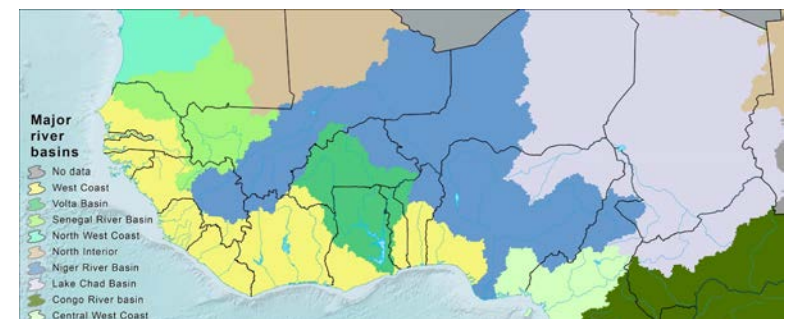 Major
river
basins
No data
West Coast
Volta Basin
Senegal River Basin
North West Coast
North Interior
Niger River Basin
Lake Chad Basin
Congo River basin
Central West Coast